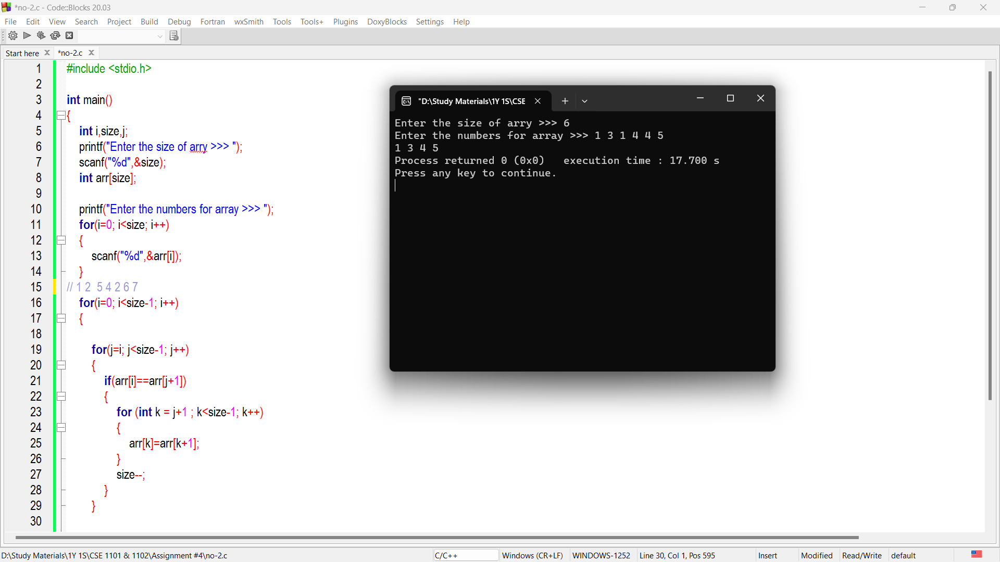 *no-2.c - Code::Blocks 20.03
File Edit View Search Project Build Debug Fortran wxSmith Tools Tools+ Plugins DoxyBlocks Settings Help
Start here *no-2.c
1 #include <stdio.h>
2
3 int main()
4 {
5 int i,size,j;
6 printf("Enter the size of arry >>> ");
7 scanf("%d",&size);
8 int arr[size];
9
10 printf("Enter the numbers for array >>> ");
11 for(i=0; i<size; i++)
12 {
13 scanf("%d",&arr[i]);
14 }
15 // 1 2  5 4 2 6 7
16 for(i=0; i<size-1; i++)
17 {
18
19 for(j=i; j<size-1; j++)
20 {
21 if(arr[i]==arr[j+1])
22 {
23 for (int k = j+1 ; k<size-1; k++)
24 {
25 arr[k]=arr[k+1];
26 }
27 size--;
28 }
29 }
30
"D:\Study Materials\1Y 1S\CSE
Enter the size of arry >>> 6
Enter the numbers for array >>> 1 3 1 4 4 5
1 3 4 5
Process returned 0 (0x0)   execution time : 17.700 s
Press any key to continue.
D:\Study Materials\1Y 1S\CSE 1101 & 1102\Assignment #4\no-2.c C/C++ Windows (CR+LF) WINDOWS-1252 Line 30, Col 1, Pos 595 Insert Modified Read/Write default